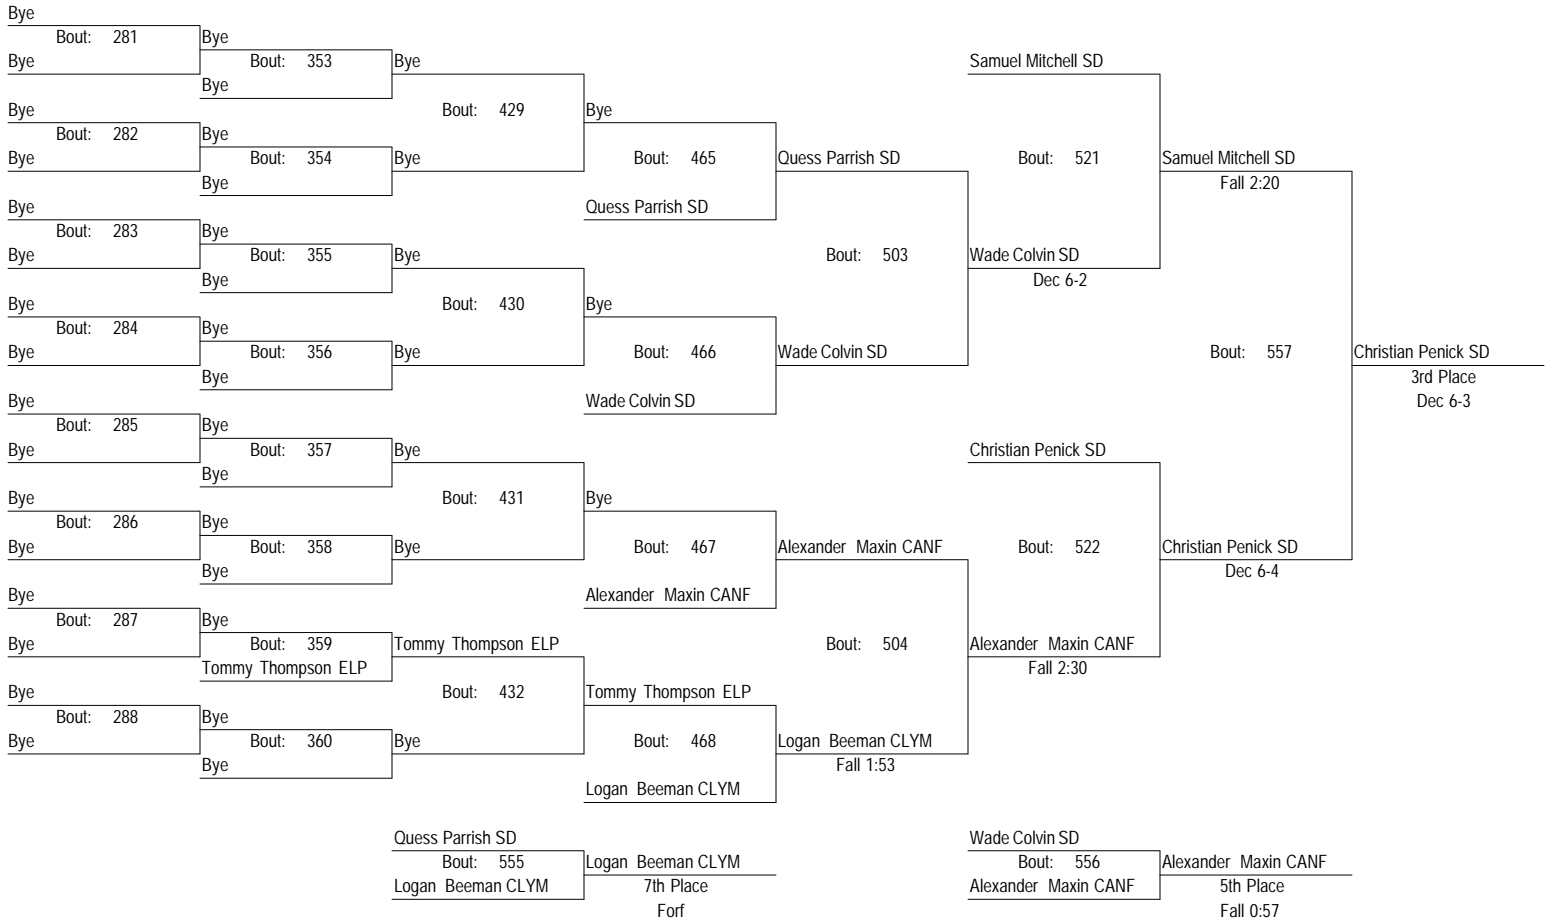 Bye
Bout: 281
Bye
Bye
Bout: 353
Bye
Bye
Bye
Bout: 282
Bye
Bye
Bout: 354
Bye
Bye
Bout: 429
Bye
Bye
Bout: 283
Bye
Bye
Bout: 355
Bye
Bye
Bye
Bout: 284
Bye
Bye
Bout: 356
Bye
Bye
Bout: 430
Bye
Bye
Bout: 285
Bye
Bye
Bout: 357
Bye
Bye
Bye
Bout: 286
Bye
Bye
Bout: 358
Bye
Bye
Bout: 431
Bye
Bye
Bout: 287
Bye
Bye
Bout: 359
Tommy Thompson ELP
Tommy Thompson ELP
Bye
Bout: 288
Bye
Bye
Bout: 360
Bye
Bye
Bout: 432
Tommy Thompson ELP
Bout: 465
Quess Parrish SD
Quess Parrish SD
Bout: 466
Wade Colvin SD
Wade Colvin SD
Bout: 503
Wade Colvin SD
Dec 6-2
Bout: 467
Alexander Maxin CANF
Alexander Maxin CANF
Bout: 468
Logan Beeman CLYM
Logan Beeman CLYM
Fall 1:53
Bout: 504
Alexander Maxin CANF
Fall 2:30
Samuel Mitchell SD
Bout: 521
Samuel Mitchell SD
Fall 2:20
Christian Penick SD
Bout: 522
Christian Penick SD
Dec 6-4
Bout: 557
Christian Penick SD
3rd Place
Dec 6-3
Quess Parrish SD
Bout: 555
Logan Beeman CLYM
Logan Beeman CLYM
7th Place
Forf
Wade Colvin SD
Bout: 556
Alexander Maxin CANF
Alexander Maxin CANF
5th Place
Fall 0:57